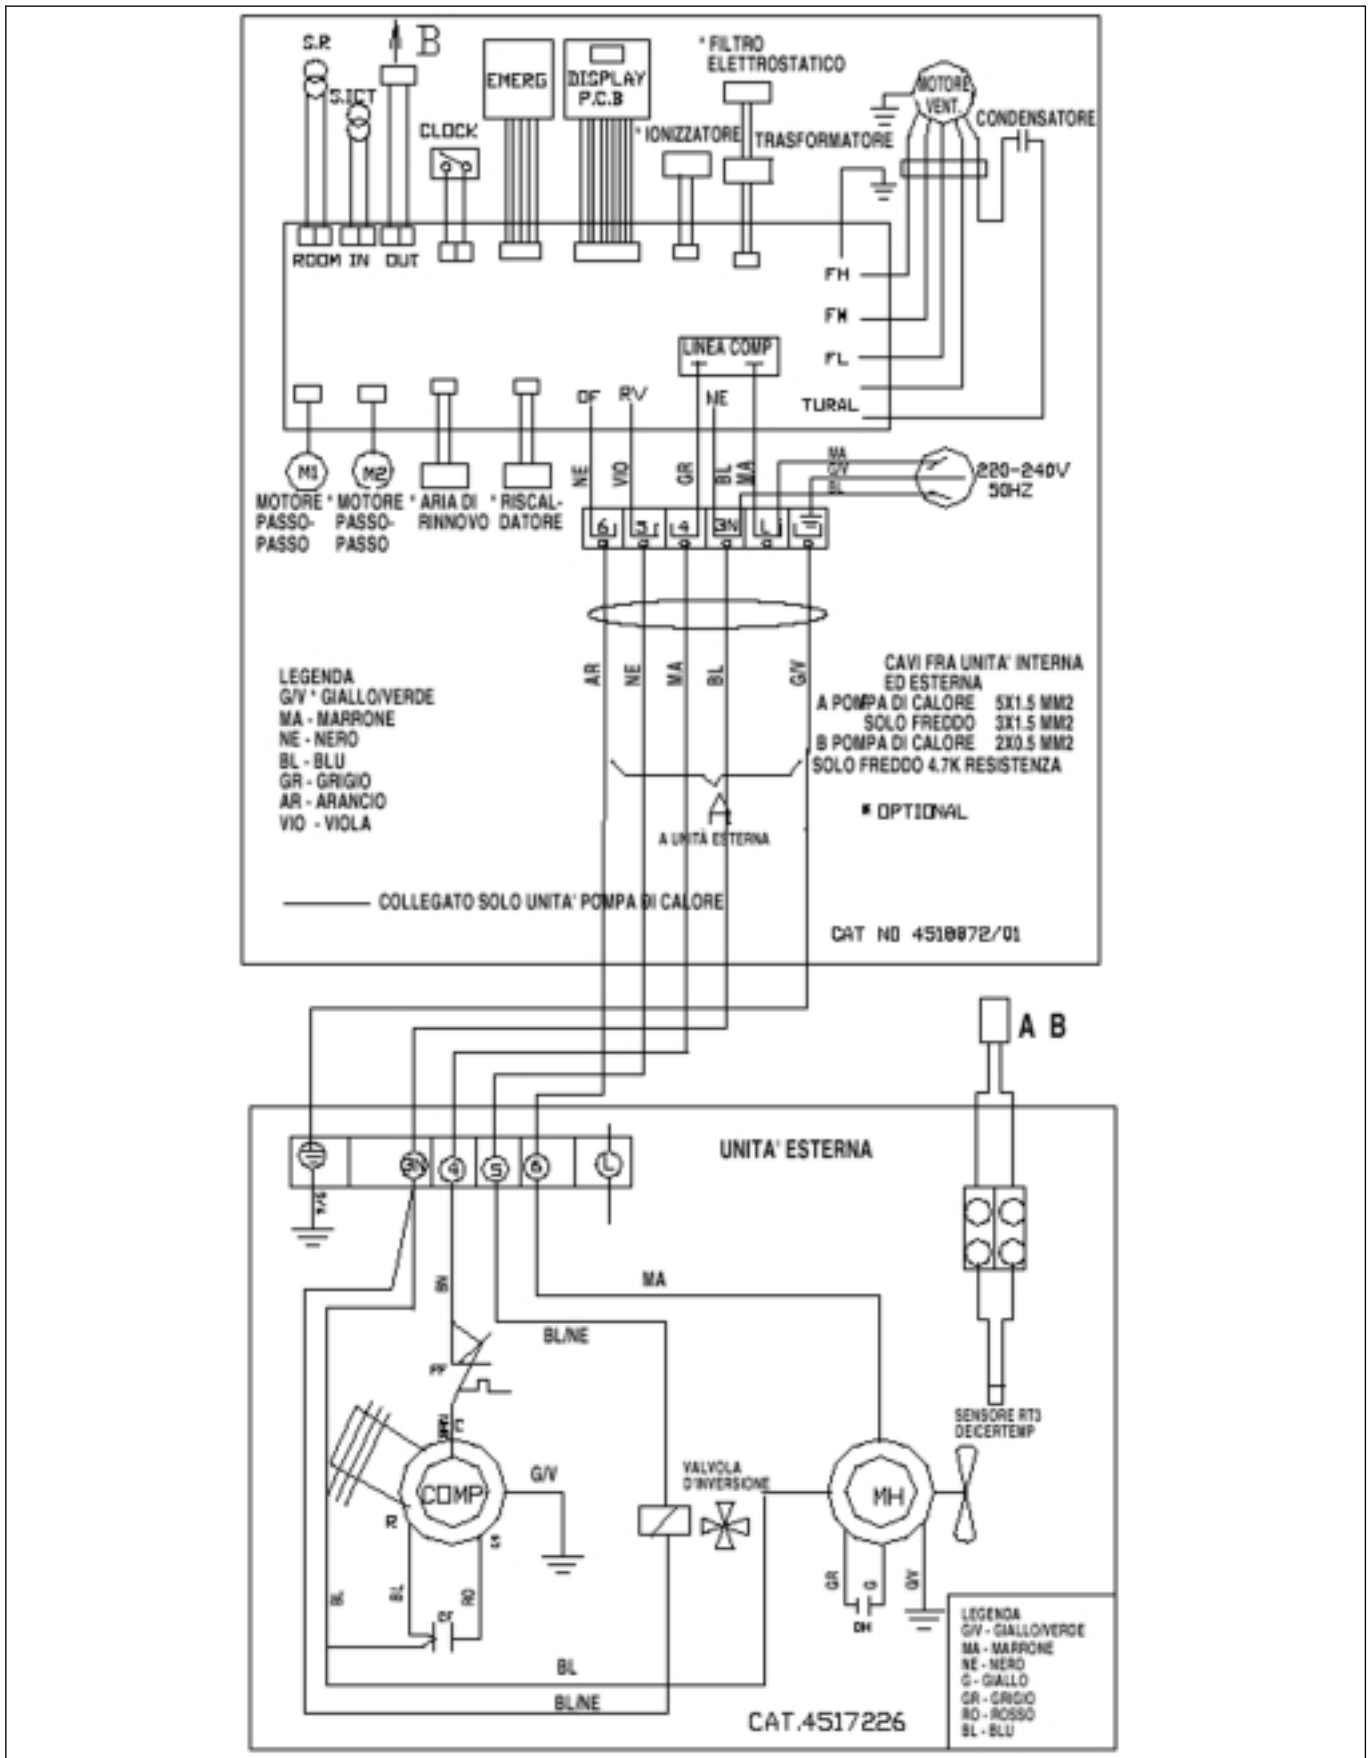 S.R.
B
S.ICT
CLOCK
EMERG
DISPLAY
P.C.B
* FILTRO
ELETTROSTATICO
* IONIZZATORE
TRASFORMATORE
MOTORE
VENT.
CONDENSATORE
ROOM IN OUT
FH
FM
FL
TURAL
LINEA COMP
OF
RV
NE
M1
M2
MOTORE
PASSO-
PASSO
* MOTORE
PASSO-
PASSO
* ARIA DI
RINNOVO
* RISCAL-
DATORE
NE
VIO
GR
BL
MA
MA
G/V
BL
220-240V
50HZ
6
5
4
3N
L
AR
NE
MA
BL
G/V
LEGENDA
G/V * GIALLO/VERDE
MA - MARRONE
NE - NERO
BL - BLU
GR - GRIGIO
AR - ARANCIO
VIO - VIOLA
CAVI FRA UNITA' INTERNA
ED ESTERNA
A POMPA DI CALORE 5X1.5 MM2
SOLO FREDDO 3X1.5 MM2
B POMPA DI CALORE 2X0.5 MM2
SOLO FREDDO 4.7K RESISTENZA
* OPTIONAL
A UNITÀ ESTERNA
COLLEGATO SOLO UNITA' POMPA DI CALORE
CAT NO 4510872/01
A B
UNITA' ESTERNA
3N
4
5
6
L
BN
MA
BL/NE
PF
C
COMP
G/V
R
BL
BL
RO
CF
VALVOLA
D'INVERSIONE
MH
SENSORE RT3
DEICERTEMP
GR
G
G/V
BL
BL/NE
CAT.4517226
LEGENDA
G/V - GIALLO/VERDE
MA - MARRONE
NE - NERO
G - GIALLO
GR - GRIGIO
RO - ROSSO
BL - BLU